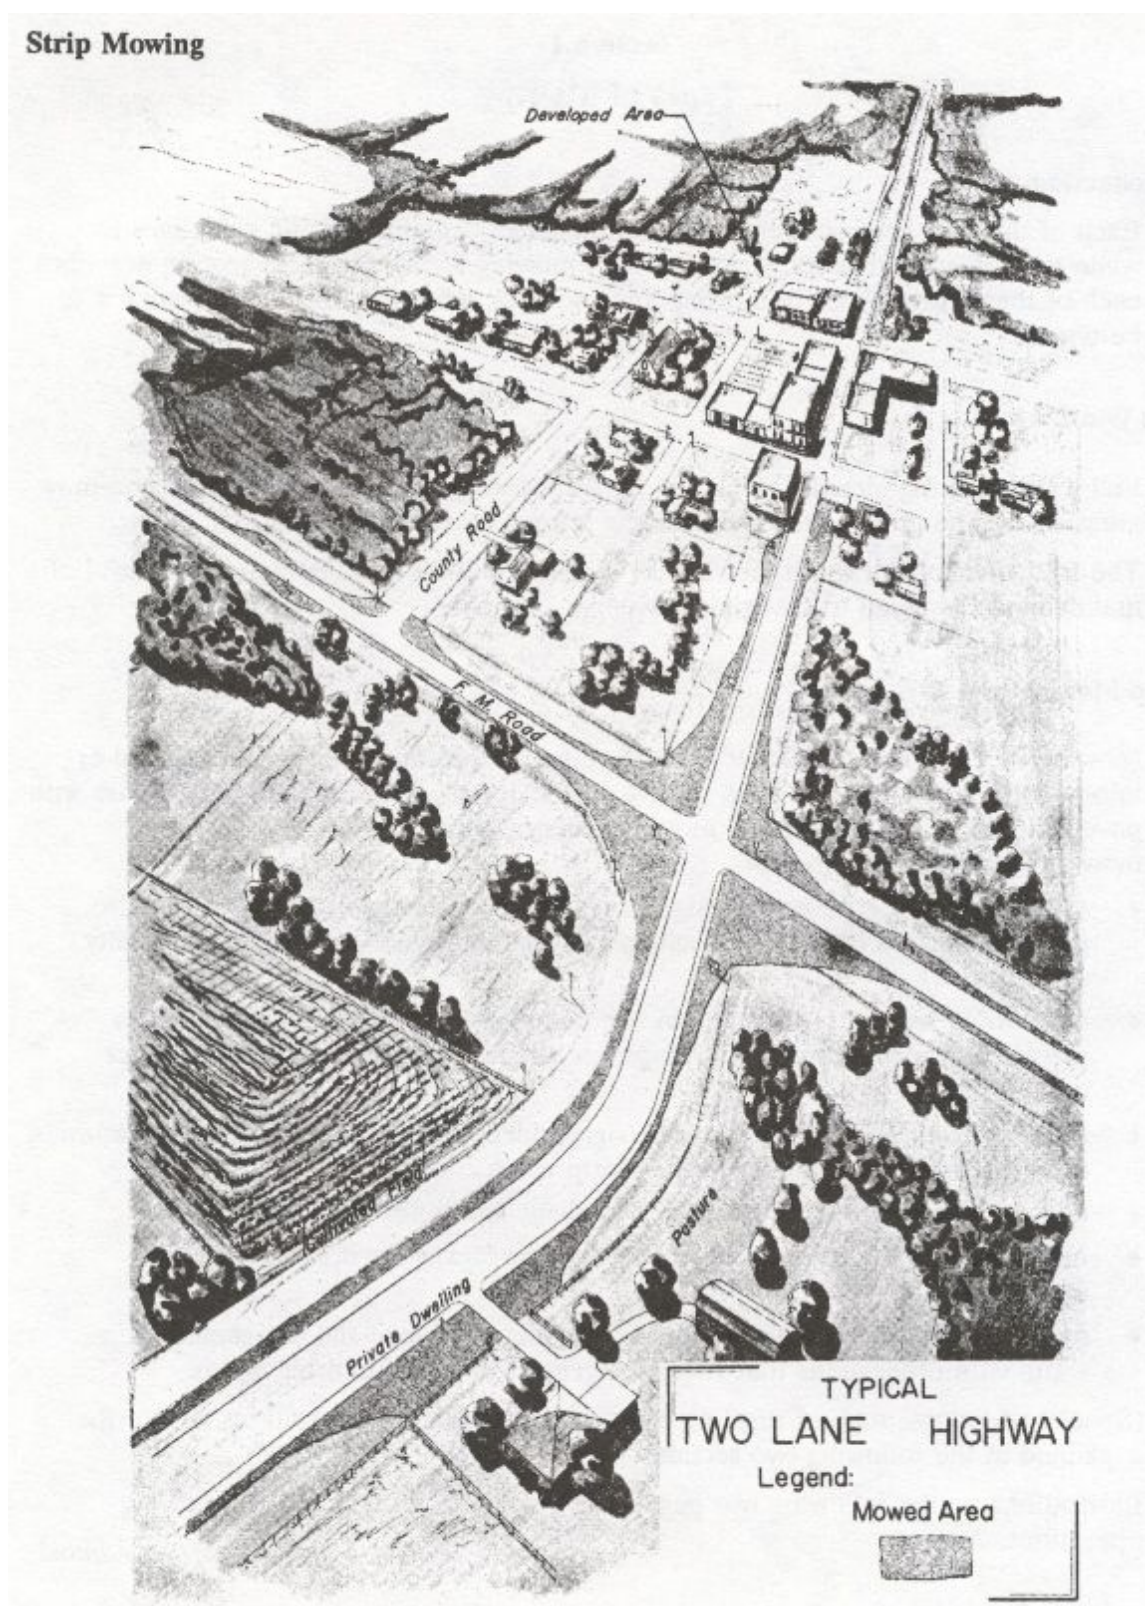 Strip Mowing
Developed Area
County Road
F. M. Road
Cultivated Field
Pasture
Private Dwelling
TYPICAL
TWO LANE HIGHWAY
Legend:
Mowed Area